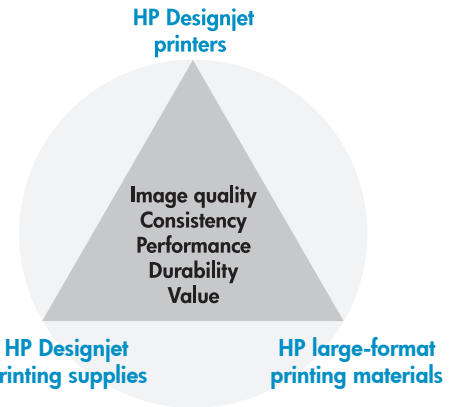 HP Designjet
printers
Image quality
Consistency
Performance
Durability
Value
HP Designjet
rinting supplies
HP large-format
printing materials